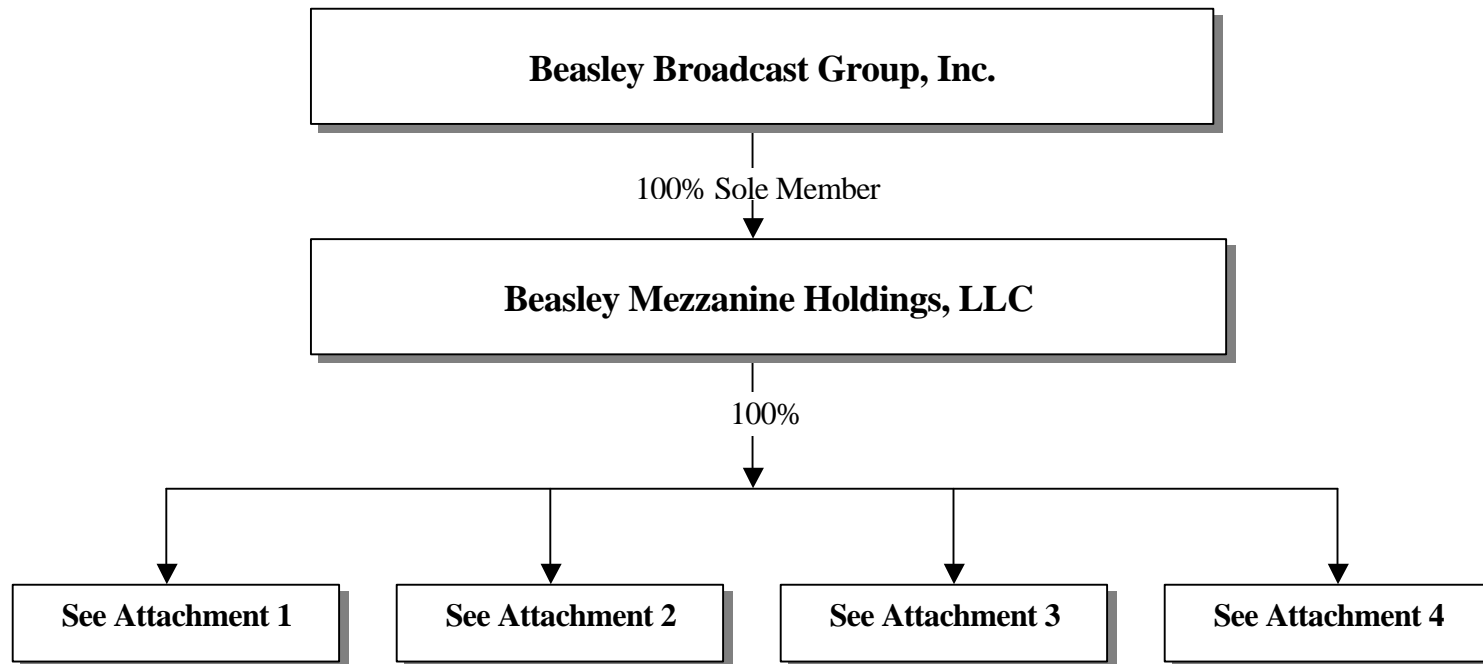 Beasley Broadcast Group, Inc.
100% Sole Member
Beasley Mezzanine Holdings, LLC
100%
See Attachment 1
See Attachment 2
See Attachment 3
See Attachment 4